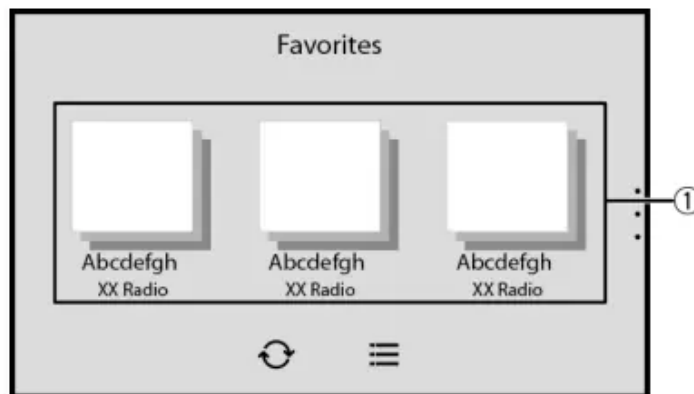 Favorites
Abcdefgh Abcdefgh Abcdefgh
XX Radio XX Radio XX Radio
①